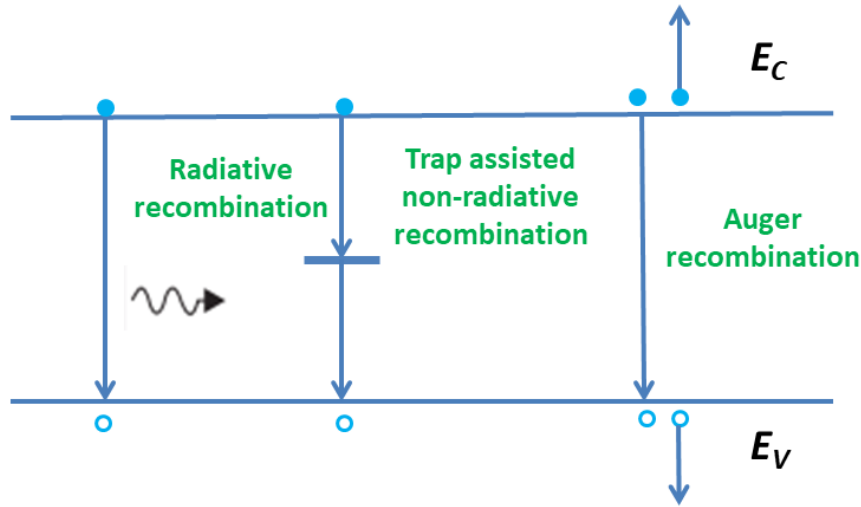 E_C
Radiative
recombination
Trap assisted
non-radiative
recombination
Auger
recombination
E_V